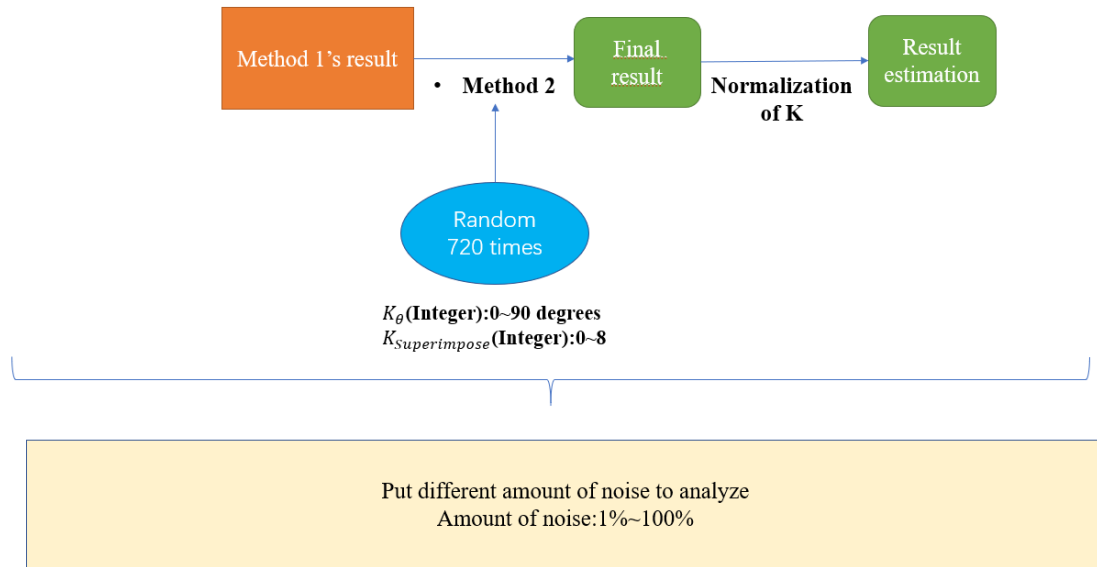 Method 1's result
Final
result
Result
estimation
• Method 2
Normalization
of K
Random
720 times
K_θ(Integer):0~90 degrees
K_Superimpose(Integer):0~8
Put different amount of noise to analyze
Amount of noise:1%~100%